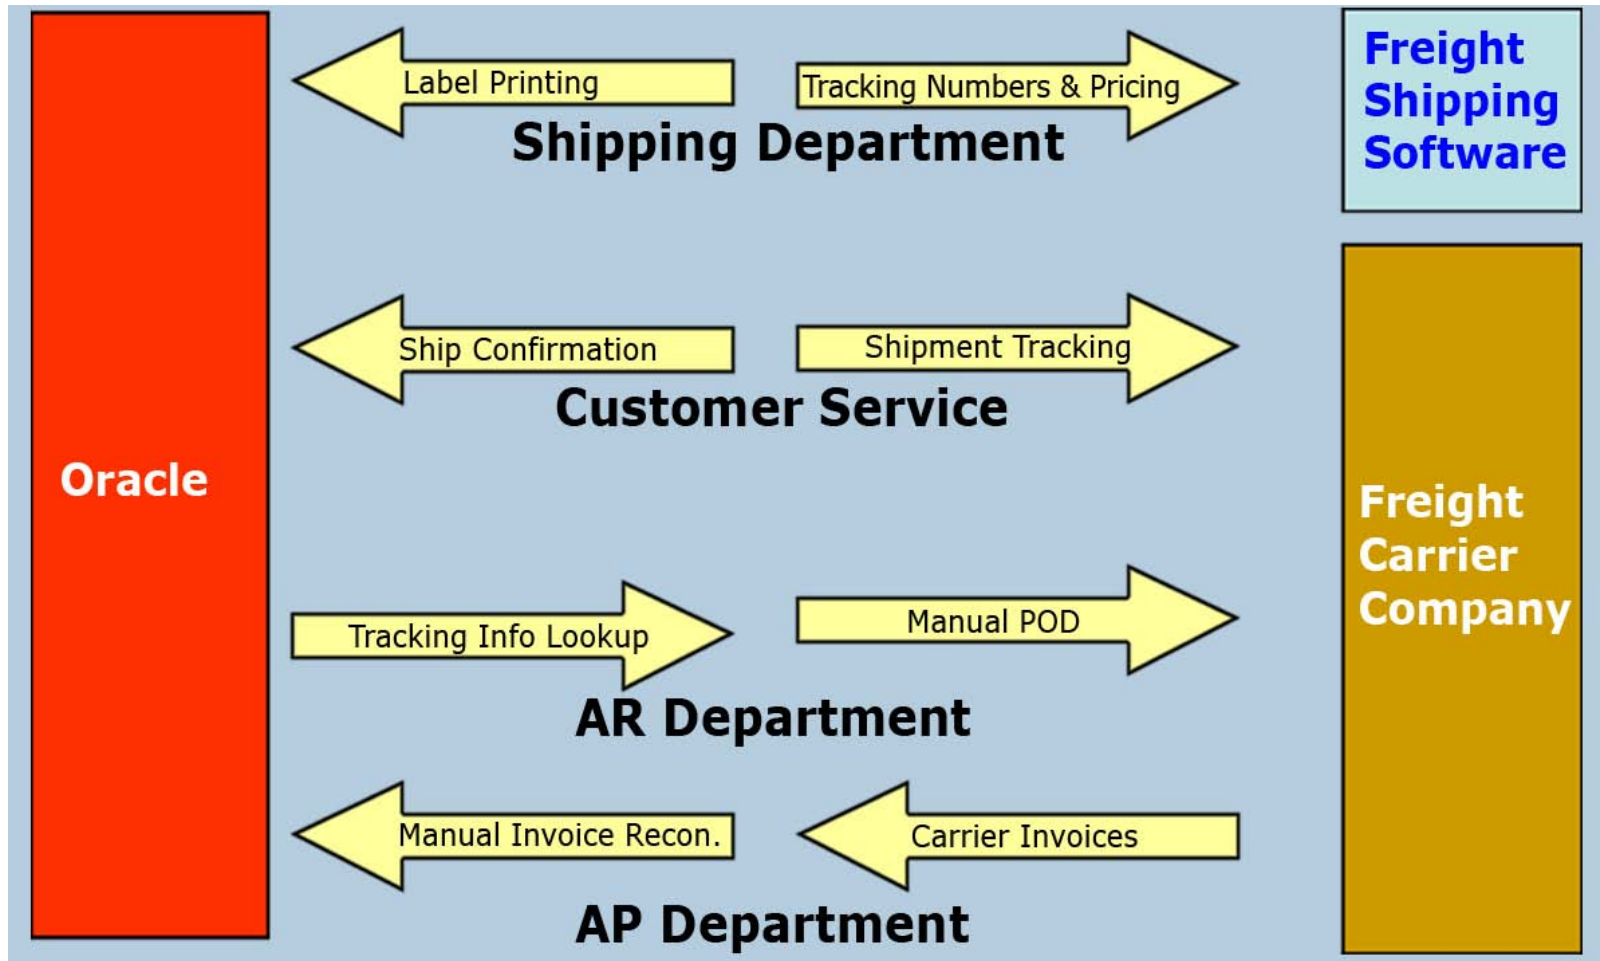 Label Printing
Tracking Numbers & Pricing
Shipping Department
Freight
Shipping
Software
Ship Confirmation
Shipment Tracking
Customer Service
Oracle
Freight
Carrier
Company
Tracking Info Lookup
Manual POD
AR Department
Manual Invoice Recon.
Carrier Invoices
AP Department